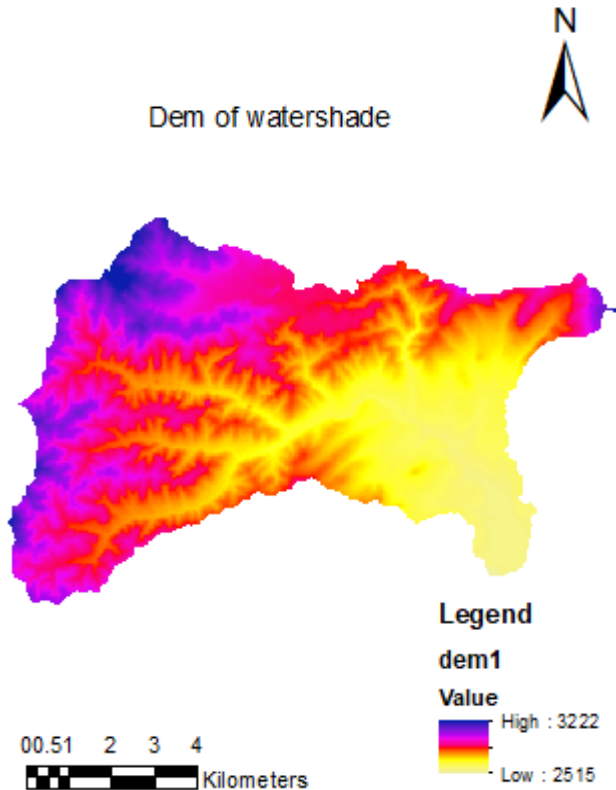 N
Dem of watershade
Legend
dem1
Value
High : 3222
Low : 2515
00.51 2 3 4
Kilometers